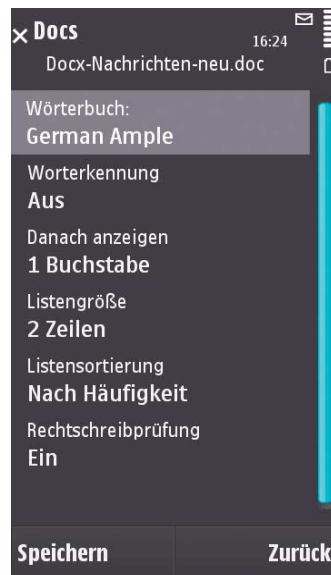 Docs
16:24
Docx-Nachrichten-neu.doc
Wörterbuch:
German Ample
Worterkennung
Aus
Danach anzeigen
1 Buchstabe
Listengröße
2 Zeilen
Listensortierung
Nach Häufigkeit
Rechtschreibprüfung
Ein
Speichern
Zurück